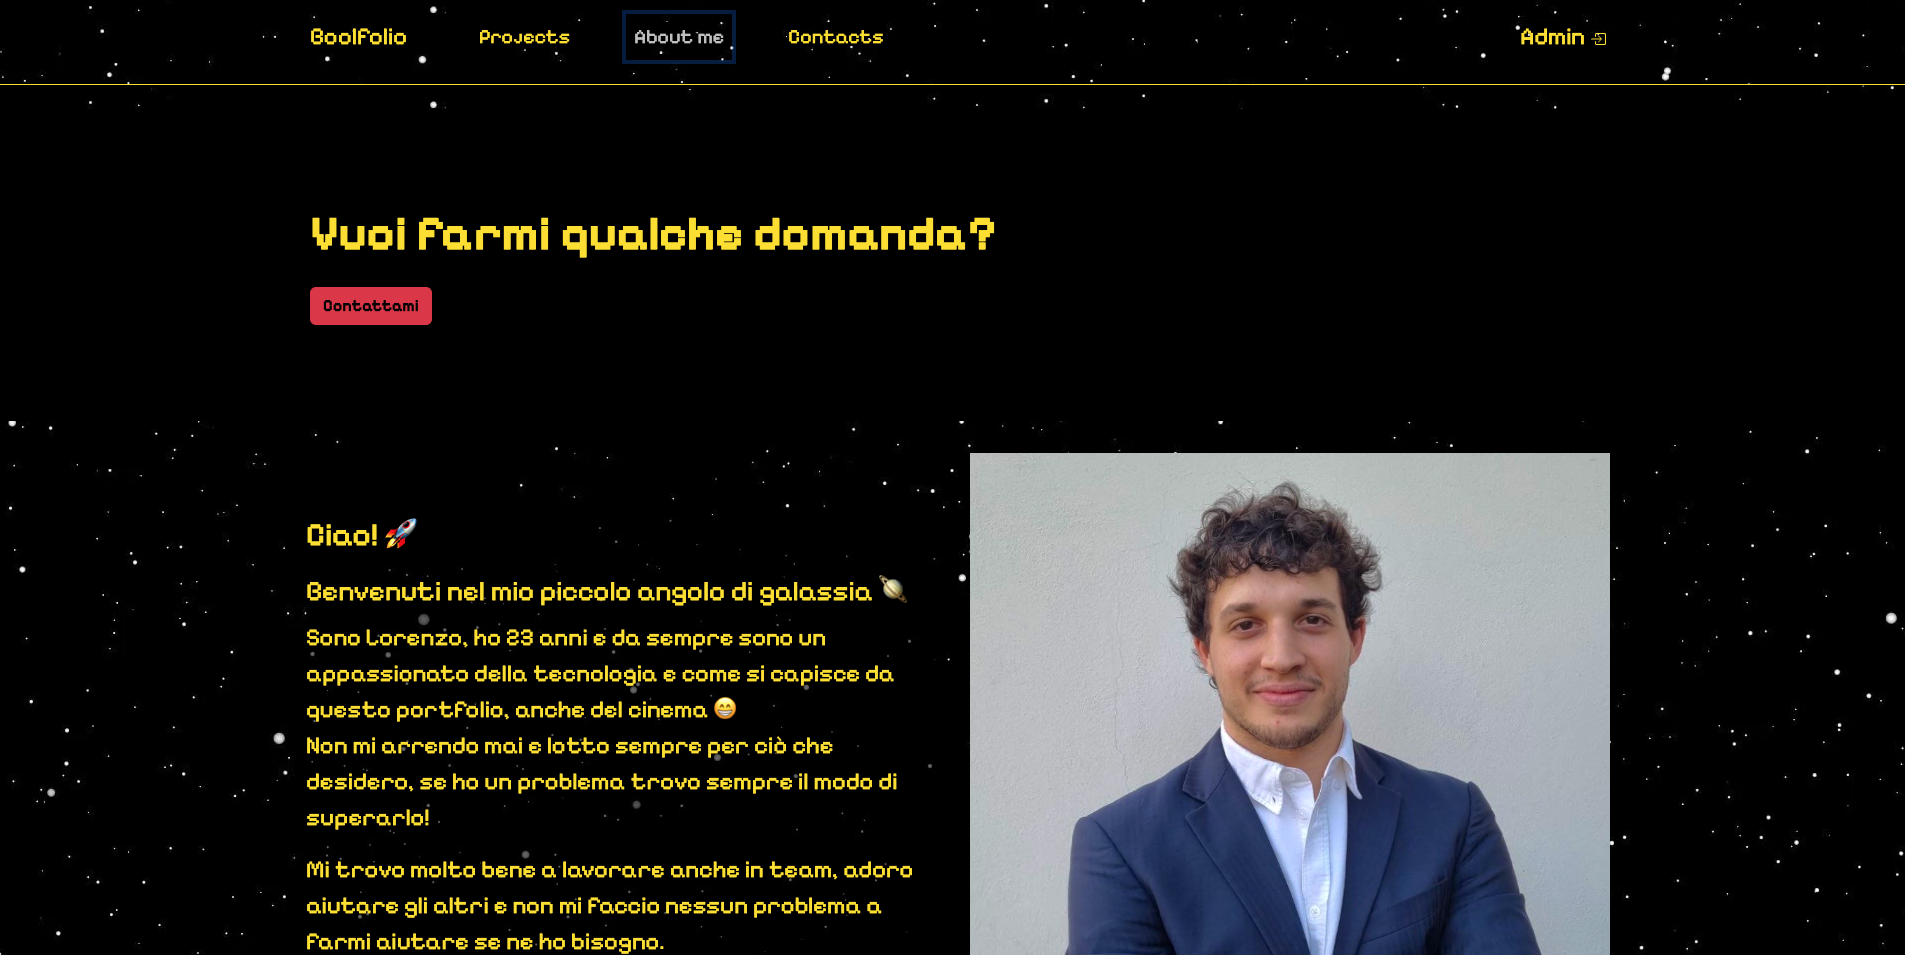 Boolfolio
Projects
About me
Contacts
Admin
Vuoi farmi qualche domanda?
Contattami
Ciao! 🚀
Benvenuti nel mio piccolo angolo di galassia 🪐
Sono Lorenzo, ho 23 anni e da sempre sono un
appassionato della tecnologia e come si capisce da
questo portfolio, anche del cinema 😁
Non mi arrendo mai e lotto sempre per ciò che
desidero, se ho un problema trovo sempre il modo di
superarlo!
Mi trovo molto bene a lavorare anche in team, adoro
aiutare gli altri e non mi faccio nessun problema a
farmi aiutare se ne ho bisogno.